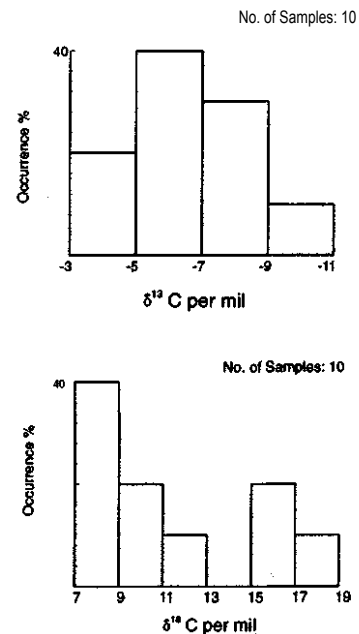 No. of Samples: 10
40
Occurrence %
-3 -5 -7 -9 -11
δ¹³ C per mil
No. of Samples: 10
40
Occurrence %
7 9 11 13 15 17 19
δ¹⁸ C per mil